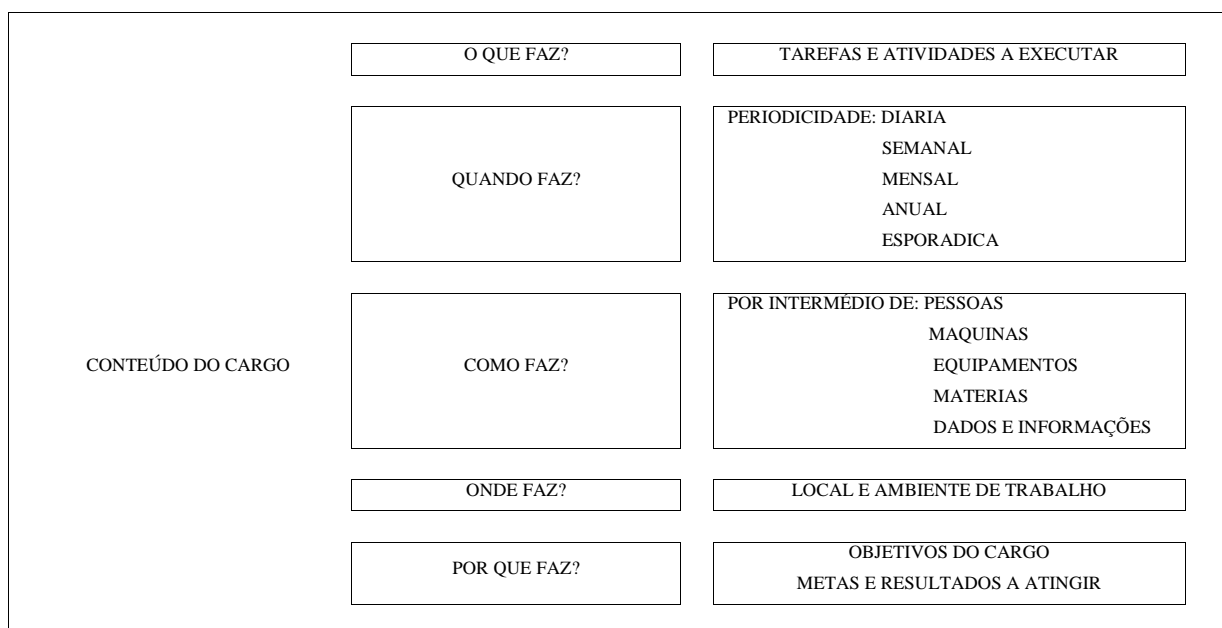 O QUE FAZ?
TAREFAS E ATIVIDADES A EXECUTAR
QUANDO FAZ?
PERIODICIDADE: DIARIA
SEMANAL
MENSAL
ANUAL
ESPORADICA
CONTEÚDO DO CARGO
COMO FAZ?
POR INTERMÉDIO DE: PESSOAS
MAQUINAS
EQUIPAMENTOS
MATERIAS
DADOS E INFORMAÇÕES
ONDE FAZ?
LOCAL E AMBIENTE DE TRABALHO
POR QUE FAZ?
OBJETIVOS DO CARGO
METAS E RESULTADOS A ATINGIR